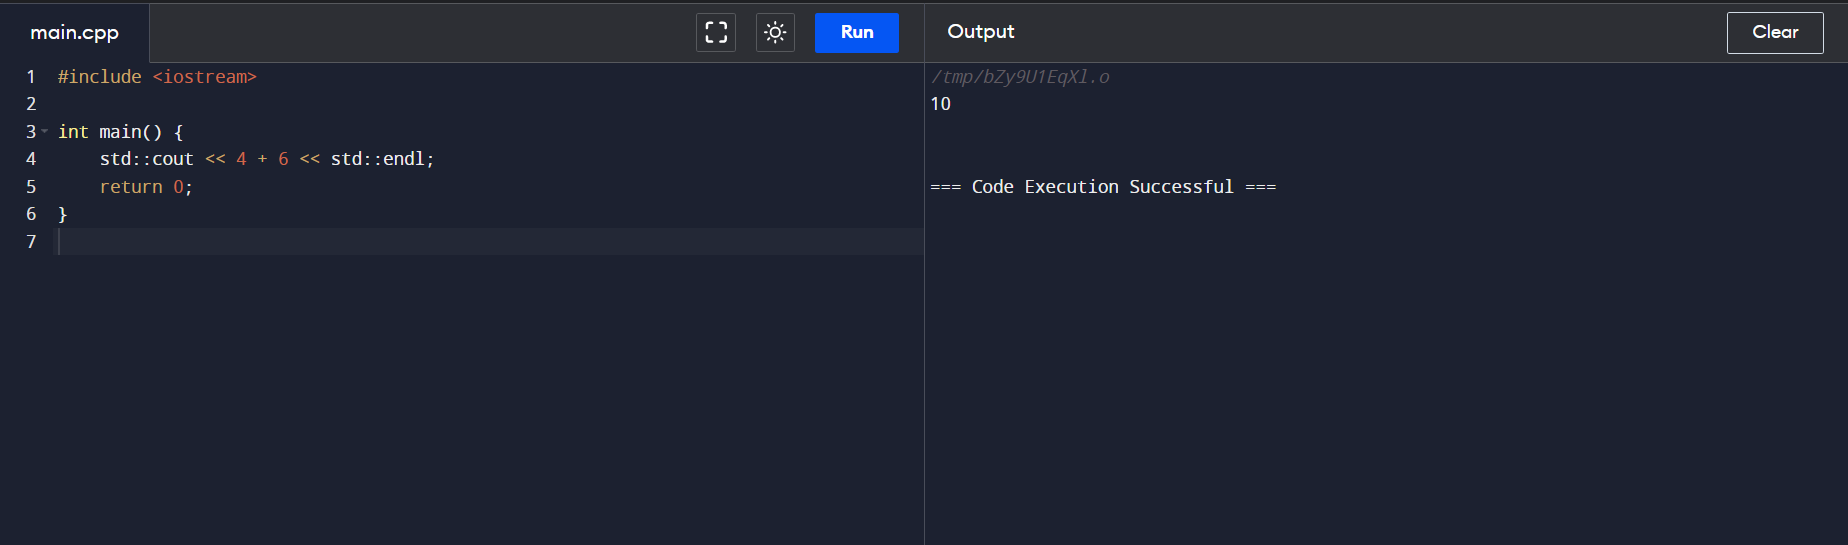 main.cpp
Run
1 #include <iostream>
2
3 int main() {
4     std::cout << 4 + 6 << std::endl;
5     return 0;
6 }
7
Output
Clear
/tmp/bZy9U1EqXl.o
10
=== Code Execution Successful ===